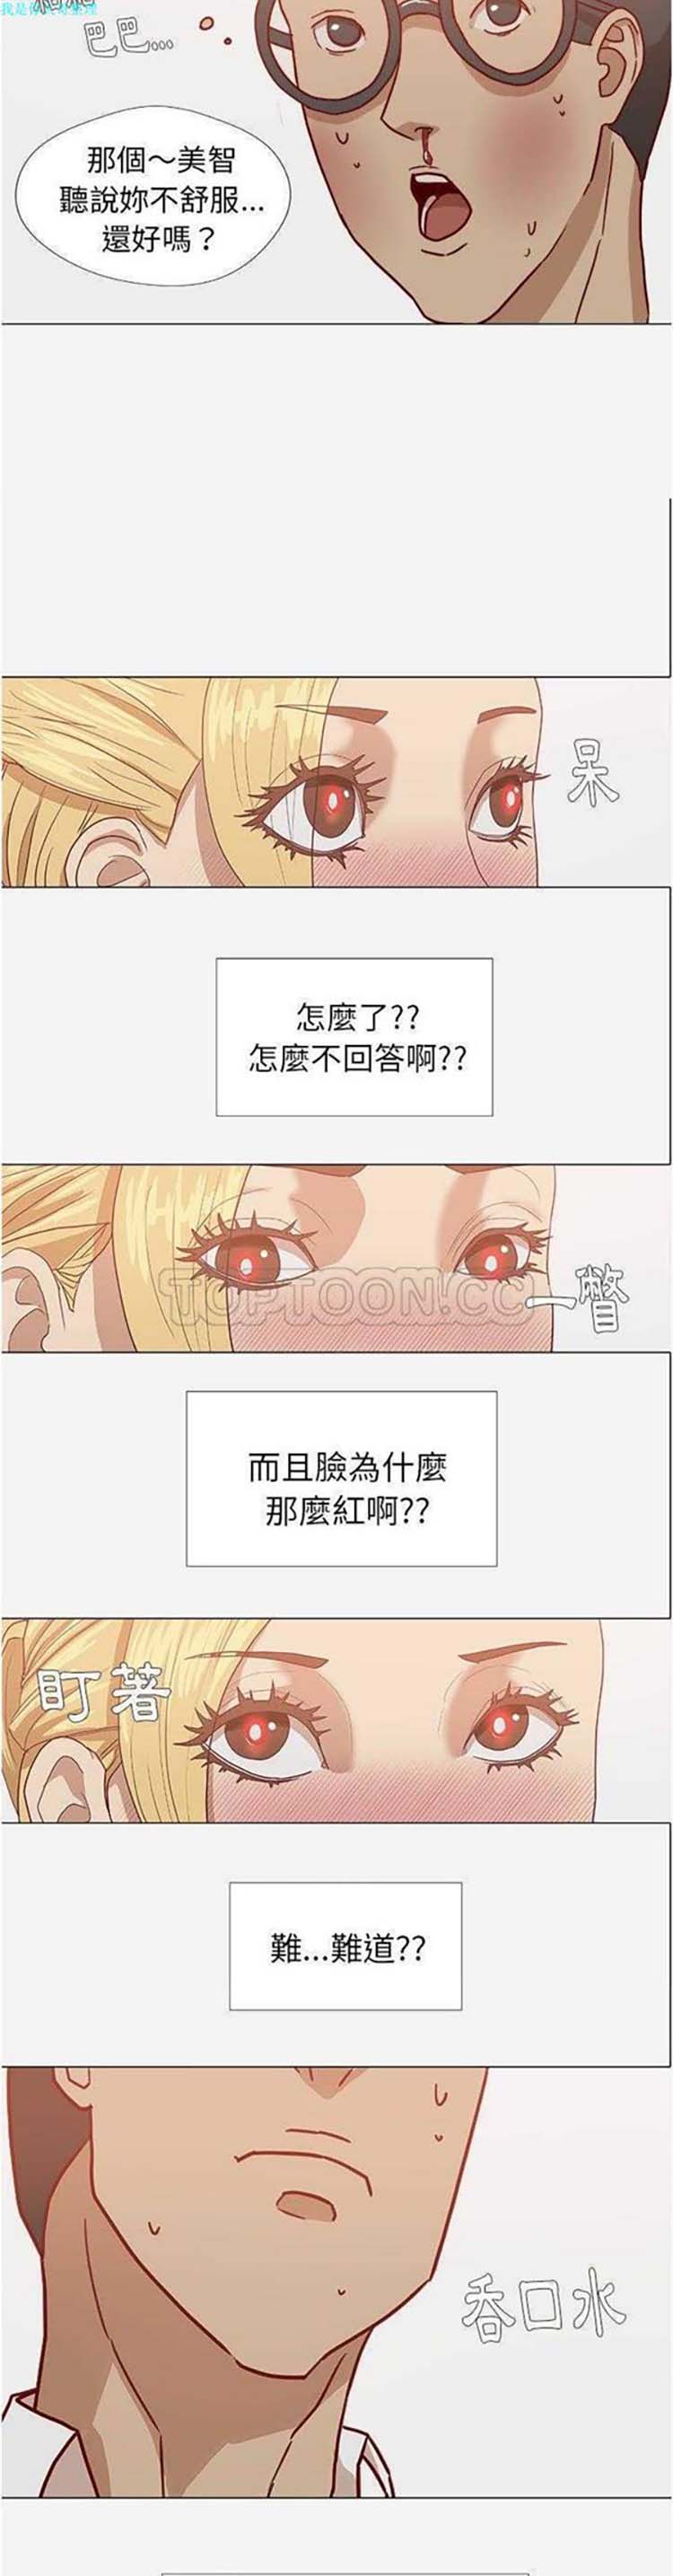 巴巴...
那個～美智
聽說妳不舒服...
還好嗎？
呆
怎麼了??
怎麼不回答啊??
TOPTOON.CC
一瞥
而且臉為什麼
那麼紅啊??
盯著
難...難道??
吞口水